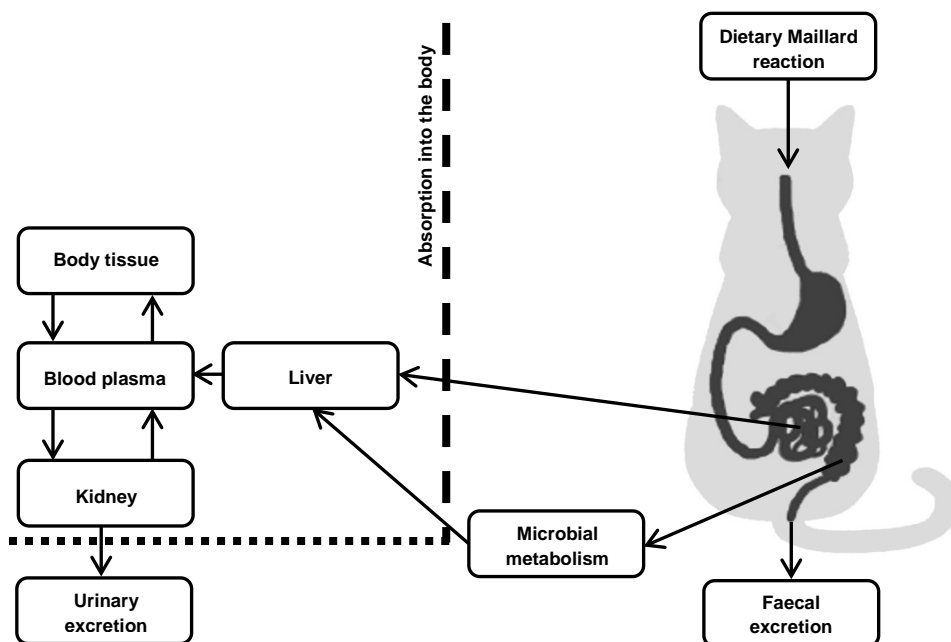 Dietary Maillard
reaction
Absorption into the body
Body tissue
Blood plasma
Liver
Kidney
Microbial
metabolism
Urinary
excretion
Faecal
excretion